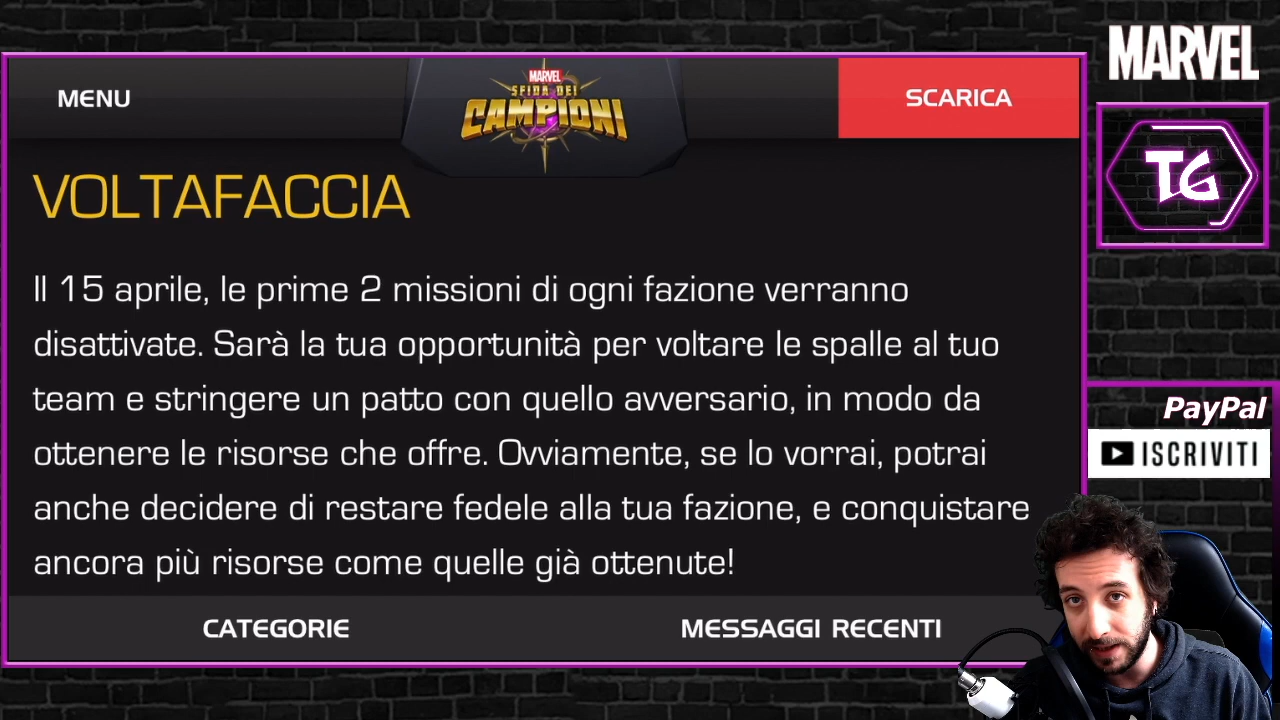 MARVEL
MENU
MARVEL
SFIDA DEI
CAMPIONI
SCARICA
TG
VOLTAFACCIA
Il 15 aprile, le prime 2 missioni di ogni fazione verranno
disattivate. Sarà la tua opportunità per voltare le spalle al tuo
team e stringere un patto con quello avversario, in modo da
ottenere le risorse che offre. Ovviamente, se lo vorrai, potrai
anche decidere di restare fedele alla tua fazione, e conquistare
ancora più risorse come quelle già ottenute!
PayPal
ISCRIVITI
CATEGORIE
MESSAGGI RECENTI